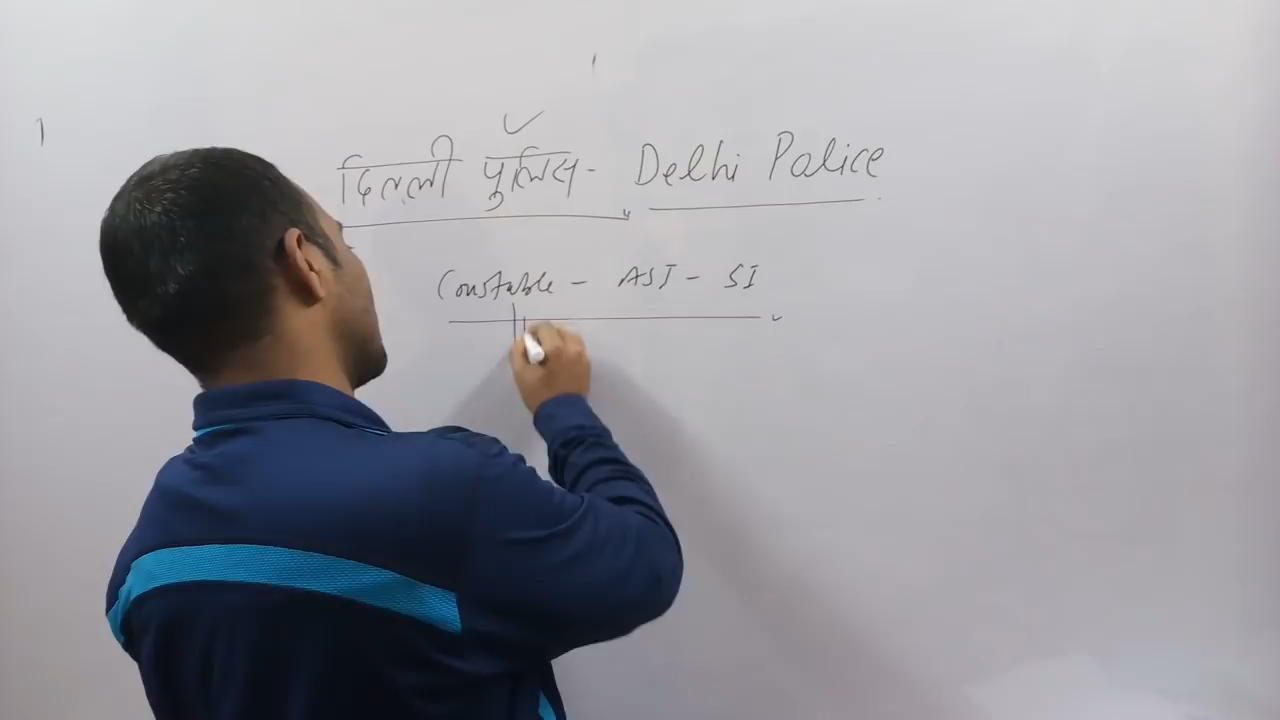 दिल्ली पुलिस - Delhi Palice
Constable - ASI - SI